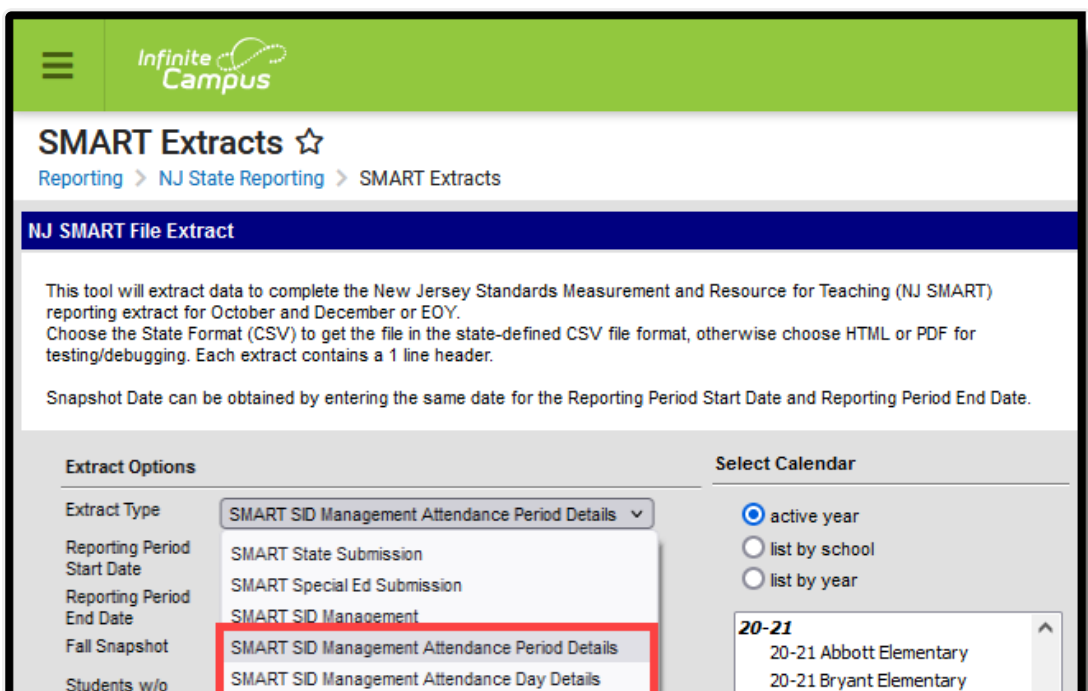 Infinite
Campus
SMART Extracts
Reporting > NJ State Reporting > SMART Extracts
NJ SMART File Extract
This tool will extract data to complete the New Jersey Standards Measurement and Resource for Teaching (NJ SMART)
reporting extract for October and December or EOY.
Choose the State Format (CSV) to get the file in the state-defined CSV file format, otherwise choose HTML or PDF for
testing/debugging. Each extract contains a 1 line header.
Snapshot Date can be obtained by entering the same date for the Reporting Period Start Date and Reporting Period End Date.
Extract Options
Extract Type
SMART SID Management Attendance Period Details
Reporting Period
Start Date
Reporting Period
End Date
Fall Snapshot
Students w/o
SMART State Submission
SMART Special Ed Submission
SMART SID Management
SMART SID Management Attendance Period Details
SMART SID Management Attendance Day Details
Select Calendar
active year
list by school
list by year
20-21
20-21 Abbott Elementary
20-21 Bryant Elementary